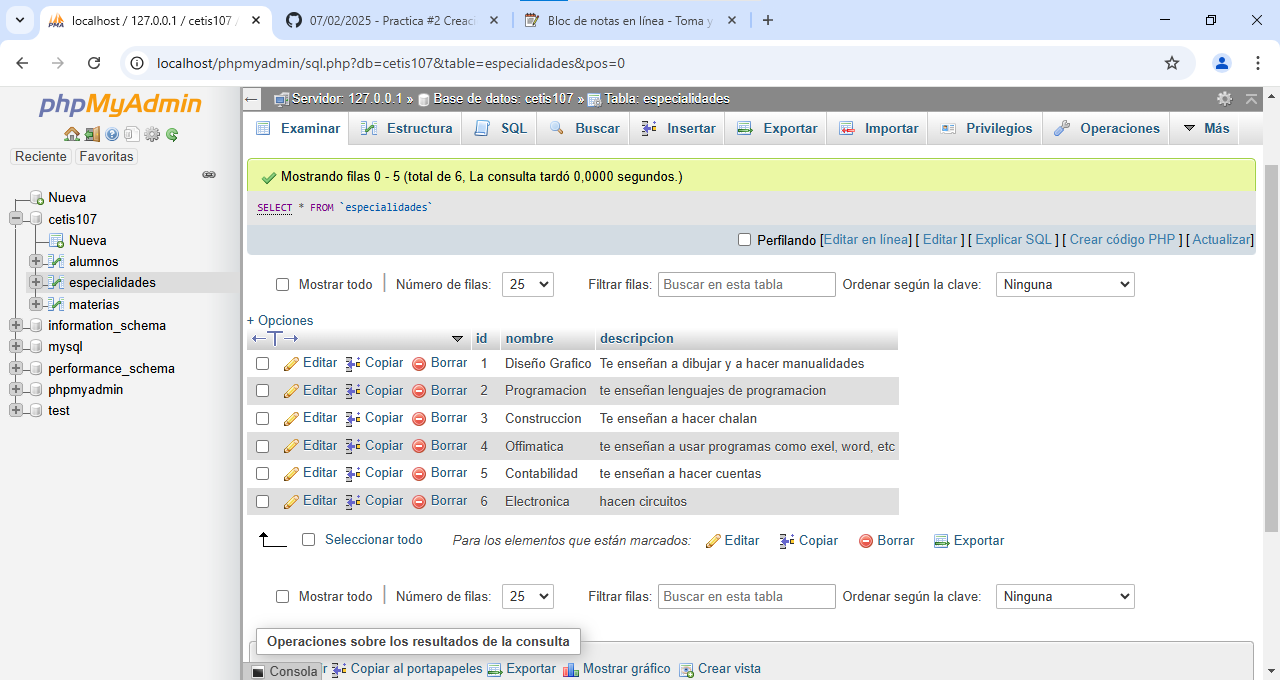 localhost / 127.0.0.1 / cetis107 /
07/02/2025 - Practica #2 Creaci
Bloc de notas en línea - Toma y
localhost/phpmyadmin/sql.php?db=cetis107&table=especialidades&pos=0
phpMyAdmin
Reciente Favoritas
Nueva
cetis107
Nueva
alumnos
especialidades
materias
information_schema
mysql
performance_schema
phpmyadmin
test
Servidor: 127.0.0.1 » Base de datos: cetis107 » Tabla: especialidades
Examinar Estructura SQL Buscar Insertar Exportar Importar Privilegios Operaciones Más
Mostrando filas 0 - 5 (total de 6, La consulta tardó 0,0000 segundos.)
SELECT * FROM `especialidades`
Perfilando [Editar en línea] [ Editar ] [ Explicar SQL ] [ Crear código PHP ] [ Actualizar]
Mostrar todo Número de filas: 25 Filtrar filas: Buscar en esta tabla Ordenar según la clave: Ninguna
+ Opciones
←T→ id nombre descripcion
Editar Copiar Borrar 1 Diseño Grafico Te enseñan a dibujar y a hacer manualidades
Editar Copiar Borrar 2 Programacion te enseñan lenguajes de programacion
Editar Copiar Borrar 3 Construccion Te enseñan a hacer chalan
Editar Copiar Borrar 4 Offimatica te enseñan a usar programas como exel, word, etc
Editar Copiar Borrar 5 Contabilidad te enseñan a hacer cuentas
Editar Copiar Borrar 6 Electronica hacen circuitos
Seleccionar todo Para los elementos que están marcados: Editar Copiar Borrar Exportar
Mostrar todo Número de filas: 25 Filtrar filas: Buscar en esta tabla Ordenar según la clave: Ninguna
Operaciones sobre los resultados de la consulta
Consola r Copiar al portapapeles Exportar Mostrar gráfico Crear vista